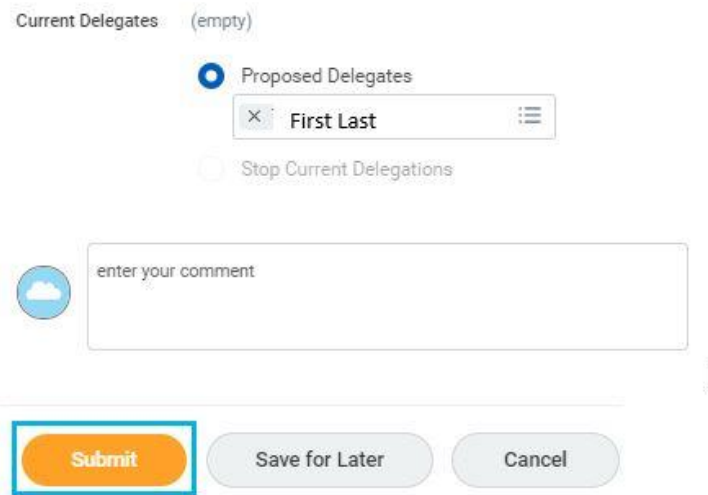 Current Delegates (empty)
Proposed Delegates
First Last
Stop Current Delegations
enter your comment
Submit Save for Later Cancel